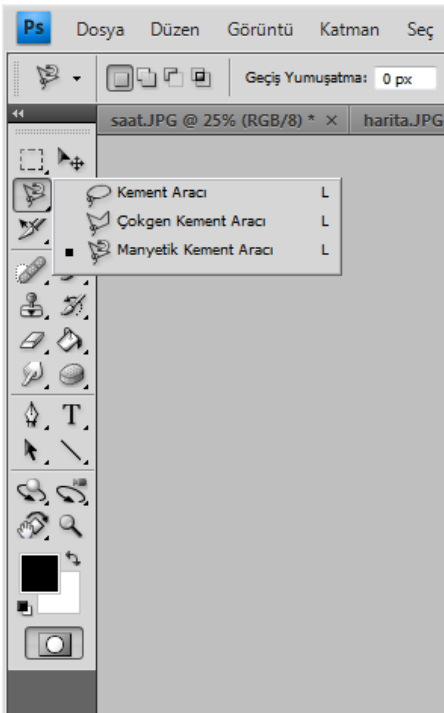 Ps Dosya Düzen Görüntü Katman Seç
Geçiş Yumuşatma: 0 px
saat.JPG @ 25% (RGB/8) * × harita.JPG
Kement Aracı L
Çokgen Kement Aracı L
Manyetik Kement Aracı L
T